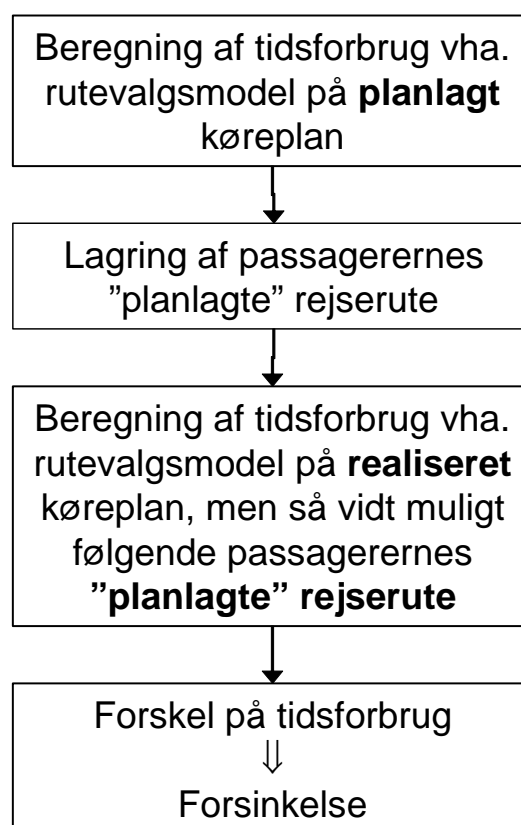 Beregning af tidsforbrug vha.
rutevalgsmodel på planlagt
køreplan
Lagring af passagerernes
”planlagte” rejserute
Beregning af tidsforbrug vha.
rutevalgsmodel på realiseret
køreplan, men så vidt muligt
følgende passagerernes
”planlagte” rejserute
Forskel på tidsforbrug
⇓
Forsinkelse